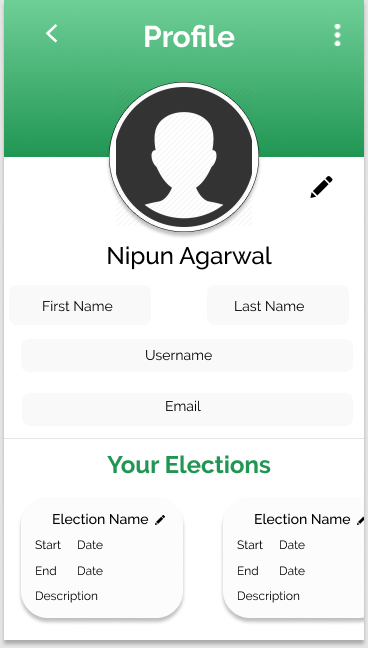 Profile
Nipun Agarwal
First Name Last Name
Username
Email
Your Elections
Election Name Election Name
Start Date Start Date
End Date End Date
Description Description